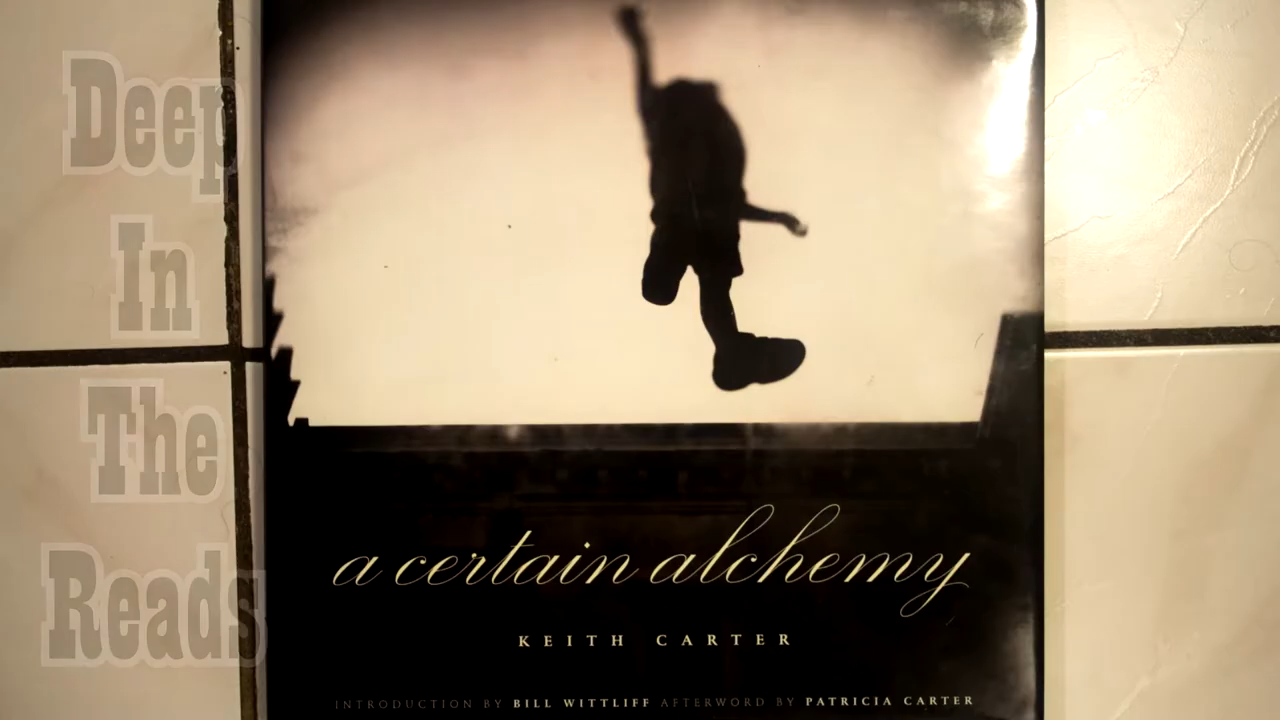 Deep
In
The
Reads
a certain alchemy
KEITH CARTER
INTRODUCTION BY BILL WITTLIFF AFTERWORD BY PATRICIA CARTER